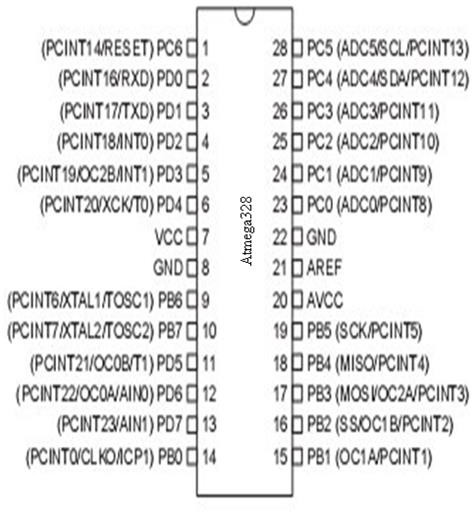 (PCINT14/RESET) PC6 1
(PCINT16/RXD) PD0 2
(PCINT17/TXD) PD1 3
(PCINT18/INT0) PD2 4
(PCINT19/OC2B/INT1) PD3 5
(PCINT20/XCK/T0) PD4 6
VCC 7
GND 8
(PCINT6/XTAL1/TOSC1) PB6 9
(PCINT7/XTAL2/TOSC2) PB7 10
(PCINT21/OC0B/T1) PD5 11
(PCINT22/OC0A/AIN0) PD6 12
(PCINT23/AIN1) PD7 13
(PCINT0/CLKO/ICP1) PB0 14
Atmega328
28 PC5 (ADC5/SCL/PCINT13)
27 PC4 (ADC4/SDA/PCINT12)
26 PC3 (ADC3/PCINT11)
25 PC2 (ADC2/PCINT10)
24 PC1 (ADC1/PCINT9)
23 PC0 (ADC0/PCINT8)
22 GND
21 AREF
20 AVCC
19 PB5 (SCK/PCINT5)
18 PB4 (MISO/PCINT4)
17 PB3 (MOSI/OC2A/PCINT3)
16 PB2 (SS/OC1B/PCINT2)
15 PB1 (OC1A/PCINT1)